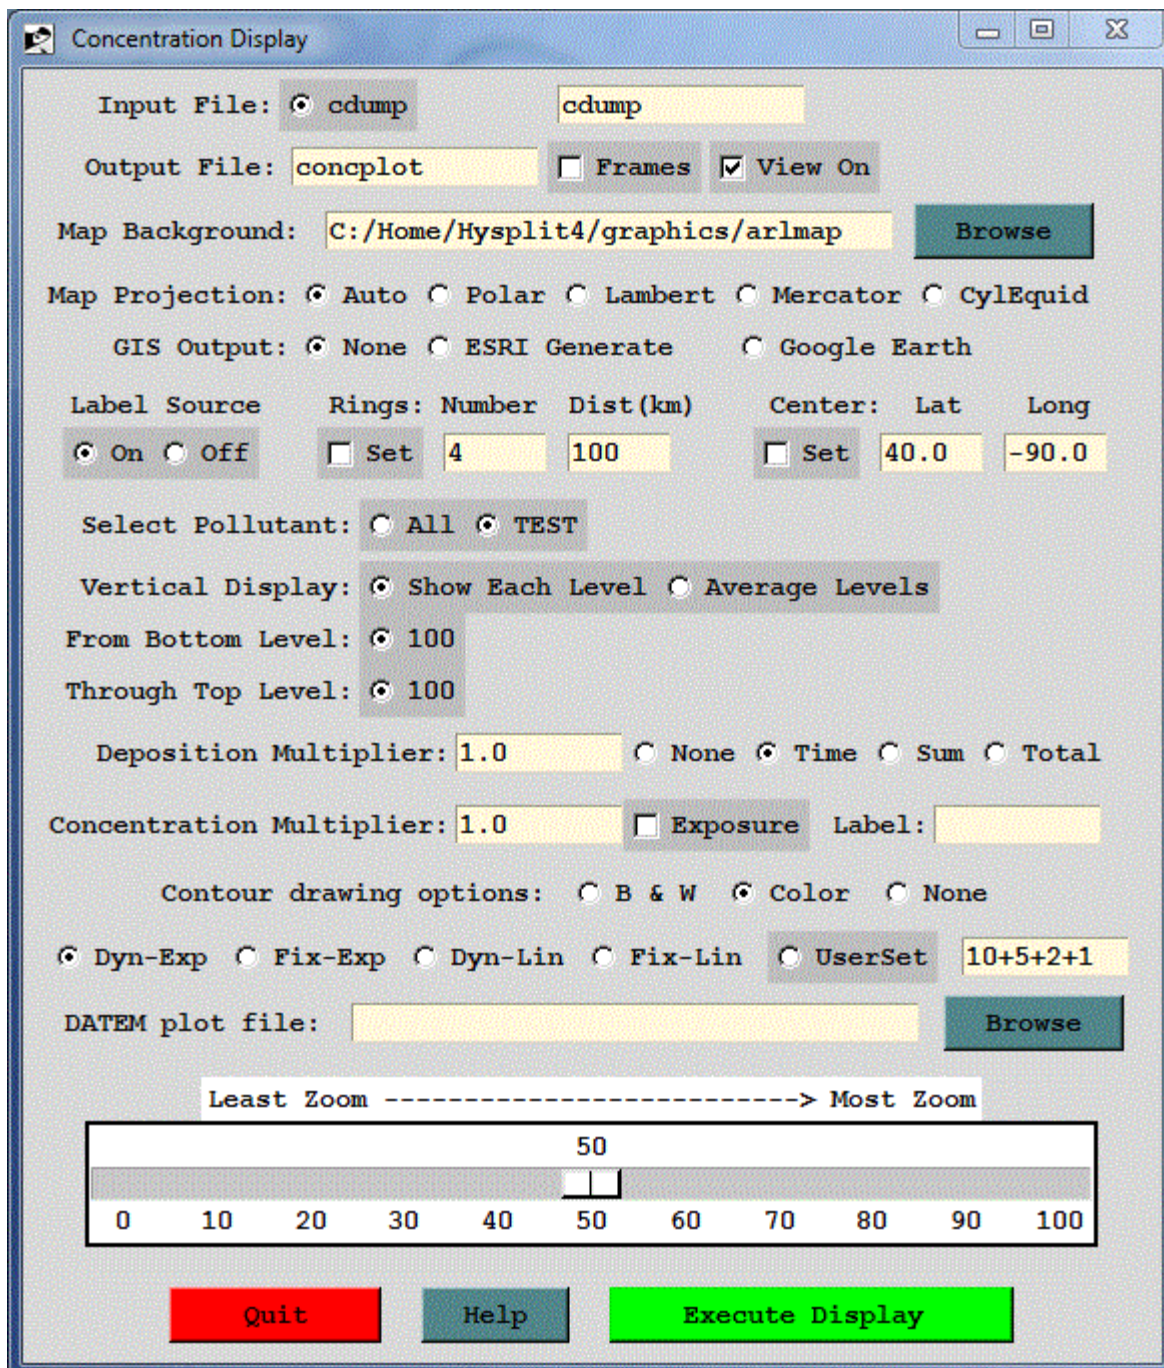 Concentration Display
Input File: cdump cdump
Output File: concplot Frames View On
Map Background: C:/Home/Hysplit4/graphics/arlmap Browse
Map Projection: Auto Polar Lambert Mercator CylEquid
GIS Output: None ESRI Generate Google Earth
Label Source Rings: Number Dist(km) Center: Lat Long
On Off Set 4 100 Set 40.0 -90.0
Select Pollutant: All TEST
Vertical Display: Show Each Level Average Levels
From Bottom Level: 100
Through Top Level: 100
Deposition Multiplier: 1.0 None Time Sum Total
Concentration Multiplier: 1.0 Exposure Label:
Contour drawing options: B & W Color None
Dyn-Exp Fix-Exp Dyn-Lin Fix-Lin UserSet 10+5+2+1
DATEM plot file: Browse
Least Zoom --------------------------> Most Zoom
50
0 10 20 30 40 50 60 70 80 90 100
Quit Help Execute Display